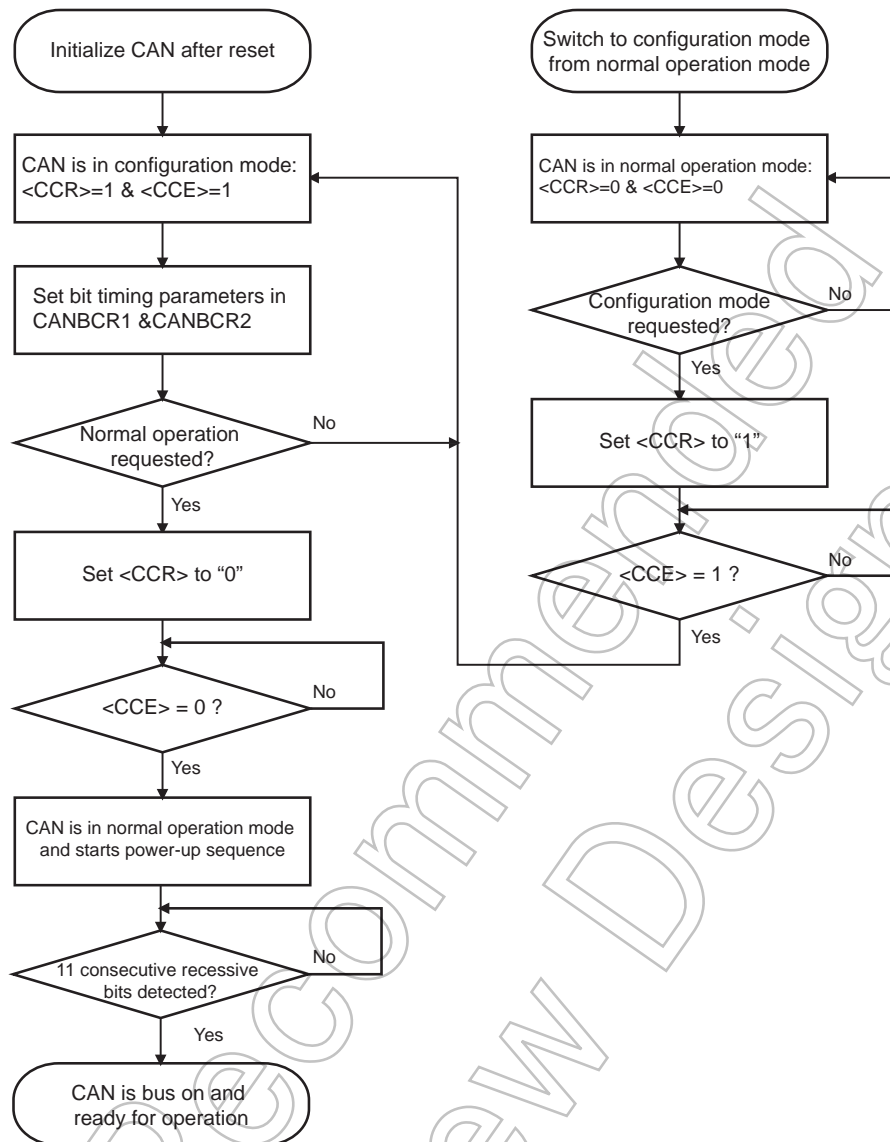 Initialize CAN after reset
CAN is in configuration mode:
<CCR>=1 & <CCE>=1
Set bit timing parameters in
CANBCR1 &CANBCR2
Normal operation
requested?
No
Yes
Set <CCR> to “0”
<CCE> = 0 ?
No
Yes
CAN is in normal operation mode
and starts power-up sequence
11 consecutive recessive
bits detected?
No
Yes
CAN is bus on and
ready for operation
Switch to configuration mode
from normal operation mode
CAN is in normal operation mode:
<CCR>=0 & <CCE>=0
Configuration mode
requested?
No
Yes
Set <CCR> to “1”
<CCE> = 1 ?
No
Yes
Recommended
ew Design